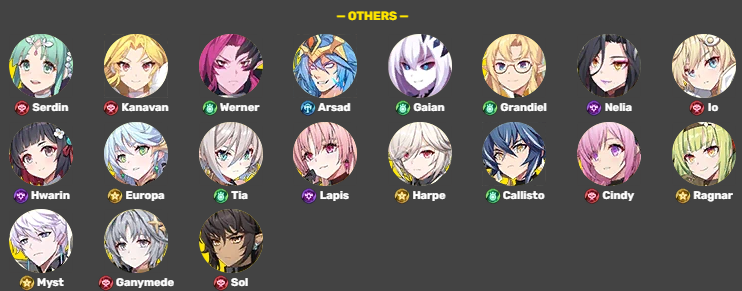 — OTHERS —
Serdin Kanavan Werner Arsad Gaian Grandiel Nelia Io
Hwarin Europa Tia Lapis Harpe Callisto Cindy Ragnar
Myst Ganymede Sol